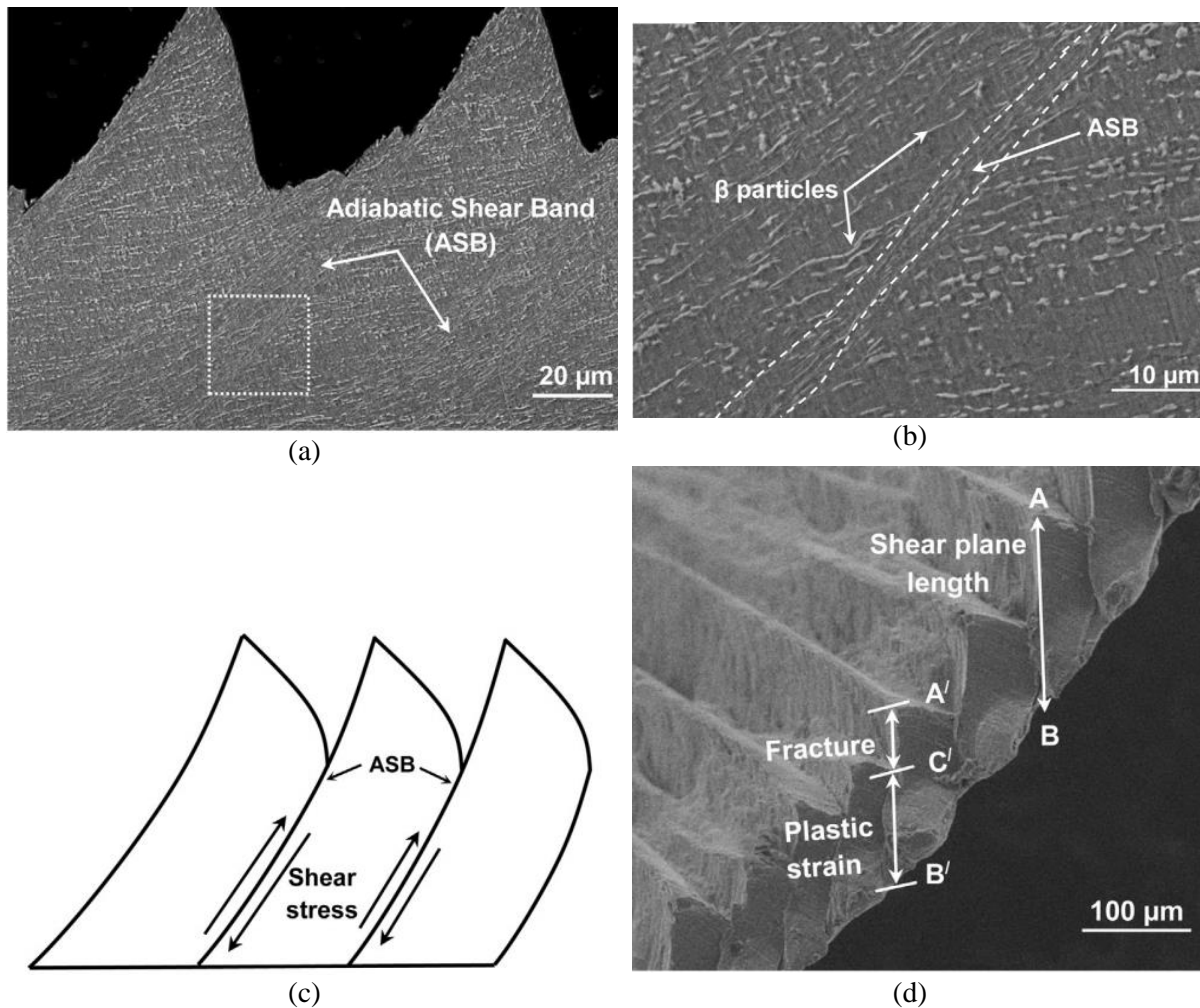 Adiabatic Shear Band
(ASB)
20 μm
(a)
ASB
β particles
10 μm
(b)
ASB
Shear
stress
(c)
A
Shear plane
length
A/
Fracture
C/
B
Plastic
strain
B/
100 μm
(d)